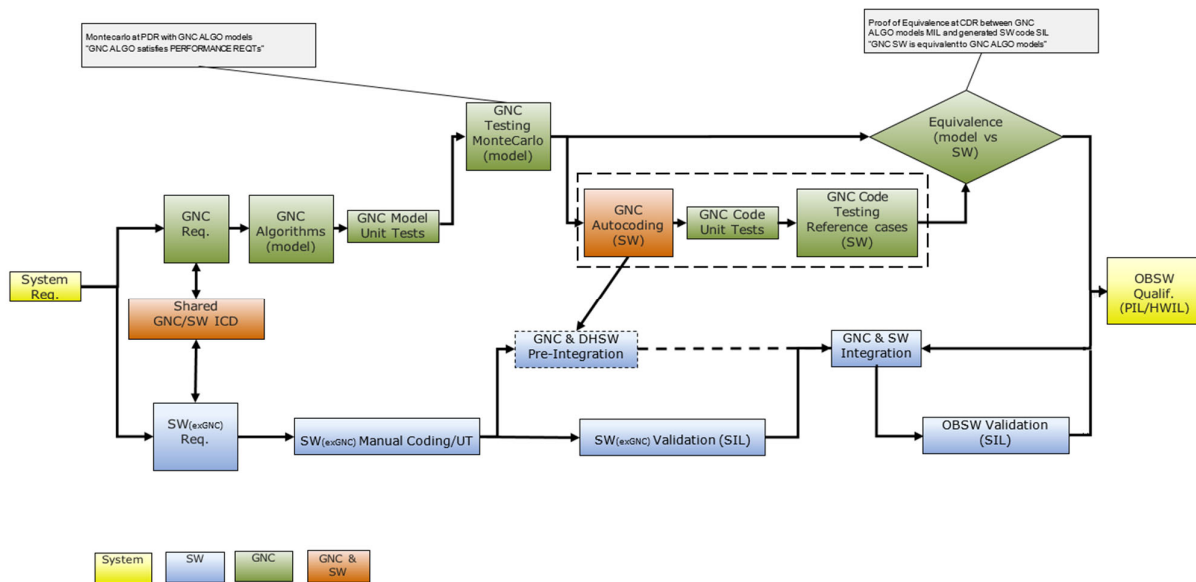 Montecarlo at PDR with GNC ALGO models
"GNC ALGO satisfies PERFORMANCE REQTs"
Proof of Equivalence at CDR between GNC
ALGO models MIL and generated SW code SIL
"GNC SW is equivalent to GNC ALGO models"
GNC
Testing
MonteCarlo
(model)
Equivalence
(model vs
SW)
GNC
Req.
GNC
Algorithms
(model)
GNC Model
Unit Tests
GNC
Autocoding
(SW)
GNC Code
Unit Tests
GNC Code
Testing
Reference cases
(SW)
System
Req.
Shared
GNC/SW ICD
OBSW
Qualif.
(PIL/HWIL)
GNC & DHSW
Pre-Integration
GNC & SW
Integration
SW(exGNC)
Req.
SW(exGNC) Manual Coding/UT
SW(exGNC) Validation (SIL)
OBSW Validation
(SIL)
System
SW
GNC
GNC &
SW